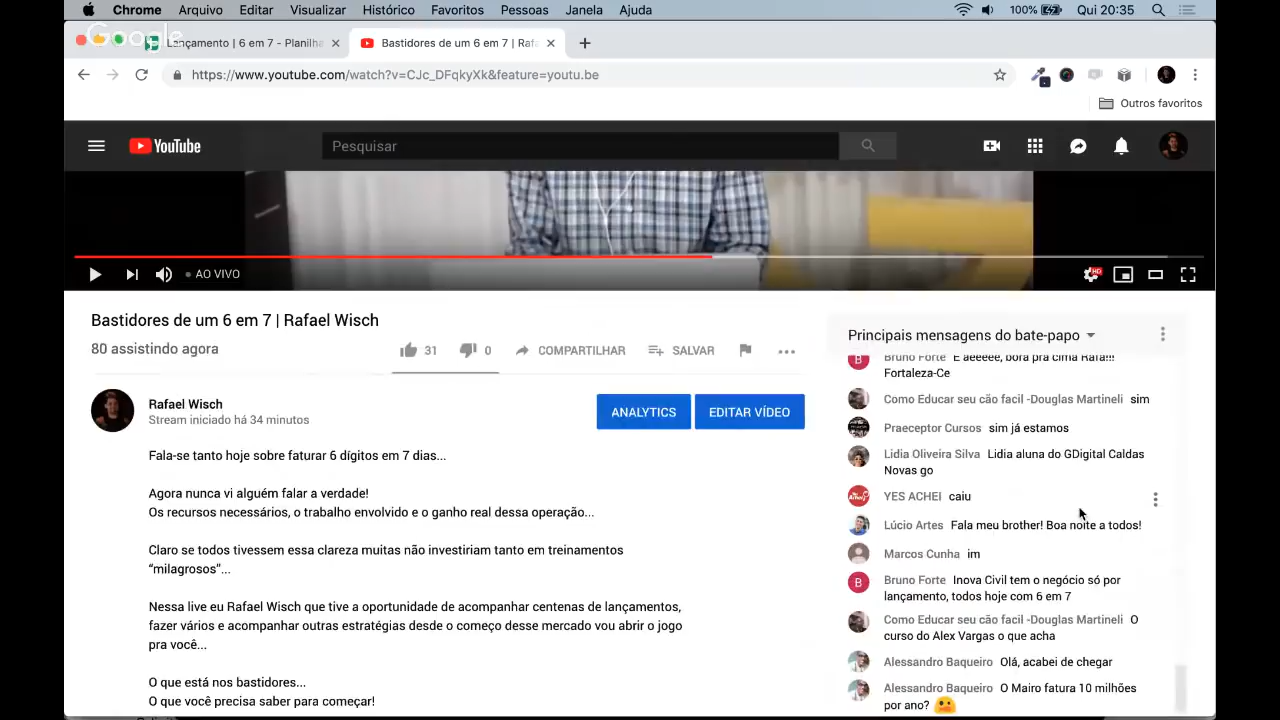 Chrome Arquivo Editar Visualizar Histórico Favoritos Pessoas Janela Ajuda 100% Qui 20:35
Google
Lançamento | 6 em 7 - Planilha
Bastidores de um 6 em 7 | Raf
https://www.youtube.com/watch?v=CJc_DFqkyXk&feature=youtu.be
Outros favoritos
YouTube
Pesquisar
AO VIVO
HD
Bastidores de um 6 em 7 | Rafael Wisch
80 assistindo agora
31 0 COMPARTILHAR SALVAR
Rafael Wisch
Stream iniciado há 34 minutos
ANALYTICS EDITAR VÍDEO
Fala-se tanto hoje sobre faturar 6 dígitos em 7 dias...
Agora nunca vi alguém falar a verdade!
Os recursos necessários, o trabalho envolvido e o ganho real dessa operação...
Claro se todos tivessem essa clareza muitas não investiriam tanto em treinamentos
“milagrosos”...
Nessa live eu Rafael Wisch que tive a oportunidade de acompanhar centenas de lançamentos,
fazer vários e acompanhar outras estratégias desde o começo desse mercado vou abrir o jogo
pra você...
O que está nos bastidores...
O que você precisa saber para começar!
Principais mensagens do bate-papo
B Bruno Forte E aeeeee, bora pra cima Rafa!!!
Fortaleza-Ce
Como Educar seu cão facil -Douglas Martineli sim
Praeceptor Cursos sim já estamos
Lidia Oliveira Silva Lidia aluna do GDigital Caldas
Novas go
YES ACHEI caiu
Lúcio Artes Fala meu brother! Boa noite a todos!
Marcos Cunha im
B Bruno Forte Inova Civil tem o negócio só por
lançamento, todos hoje com 6 em 7
Como Educar seu cão facil -Douglas Martineli O
curso do Alex Vargas o que acha
Alessandro Baqueiro Olá, acabei de chegar
Alessandro Baqueiro O Mairo fatura 10 milhões
por ano?